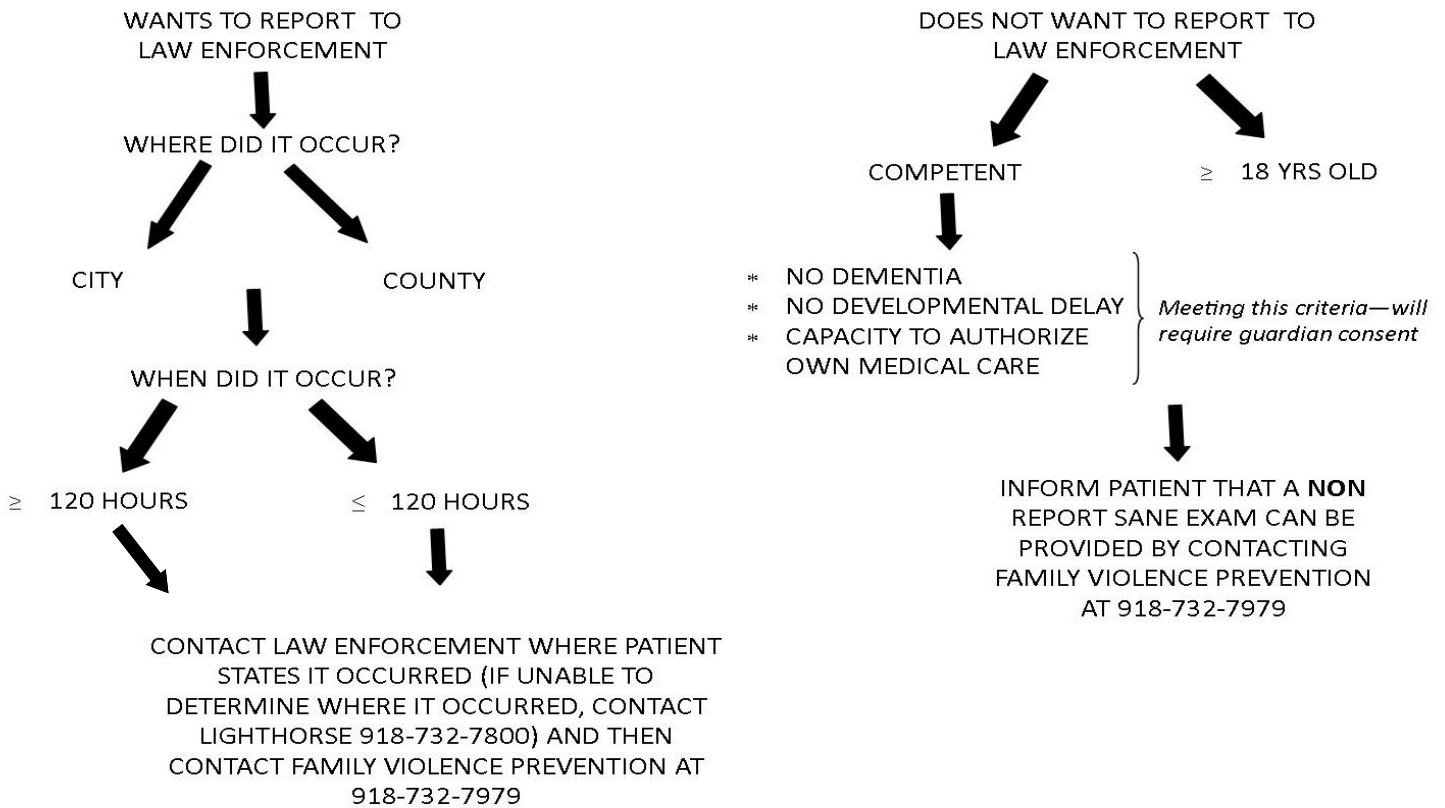 WANTS TO REPORT TO
LAW ENFORCEMENT
WHERE DID IT OCCUR?
CITY
COUNTY
WHEN DID IT OCCUR?
≥ 120 HOURS
≤ 120 HOURS
CONTACT LAW ENFORCEMENT WHERE PATIENT
STATES IT OCCURRED (IF UNABLE TO
DETERMINE WHERE IT OCCURRED, CONTACT
LIGHTHORSE 918-732-7800) AND THEN
CONTACT FAMILY VIOLENCE PREVENTION AT
918-732-7979
DOES NOT WANT TO REPORT TO
LAW ENFORCEMENT
COMPETENT
≥ 18 YRS OLD
* NO DEMENTIA
* NO DEVELOPMENTAL DELAY
* CAPACITY TO AUTHORIZE
OWN MEDICAL CARE
Meeting this criteria—will
require guardian consent
INFORM PATIENT THAT A NON
REPORT SANE EXAM CAN BE
PROVIDED BY CONTACTING
FAMILY VIOLENCE PREVENTION
AT 918-732-7979